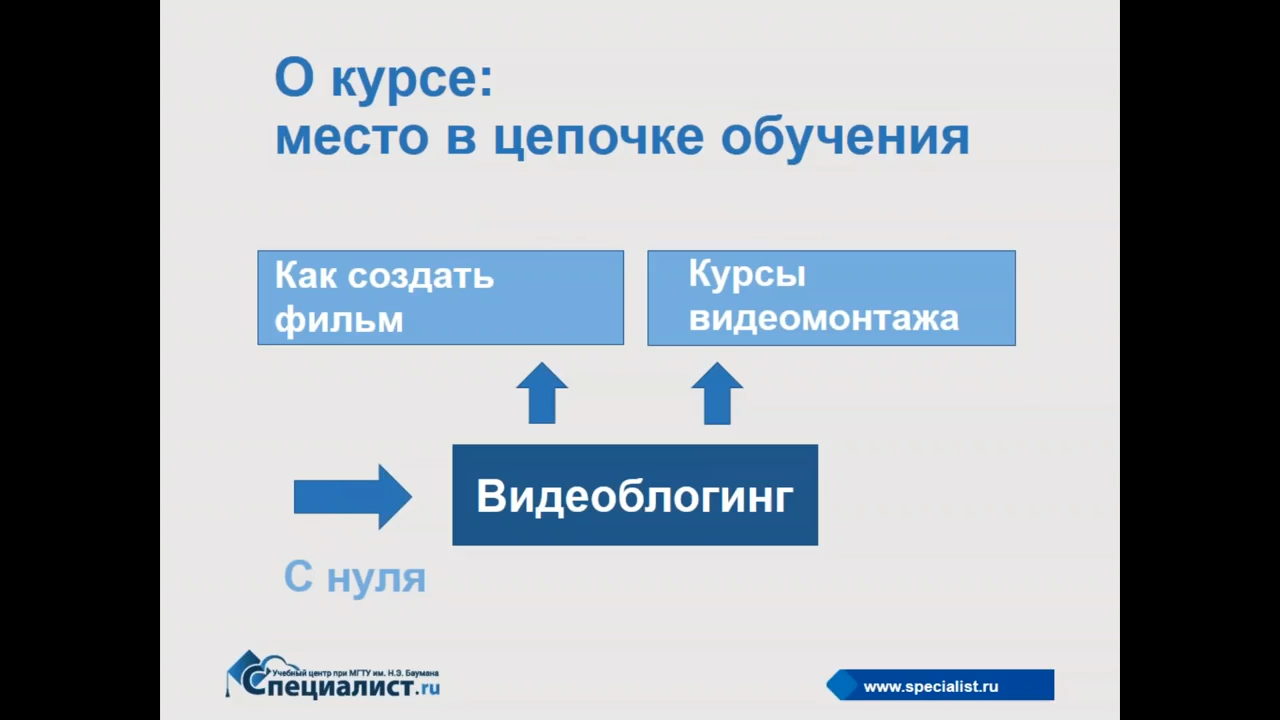 О курсе:
место в цепочке обучения
Как создать
фильм
Курсы
видеомонтажа
Видеоблогинг
С нуля
Учебный центр при МГТУ им. Н.Э. Баумана
Специалист.ru
www.specialist.ru